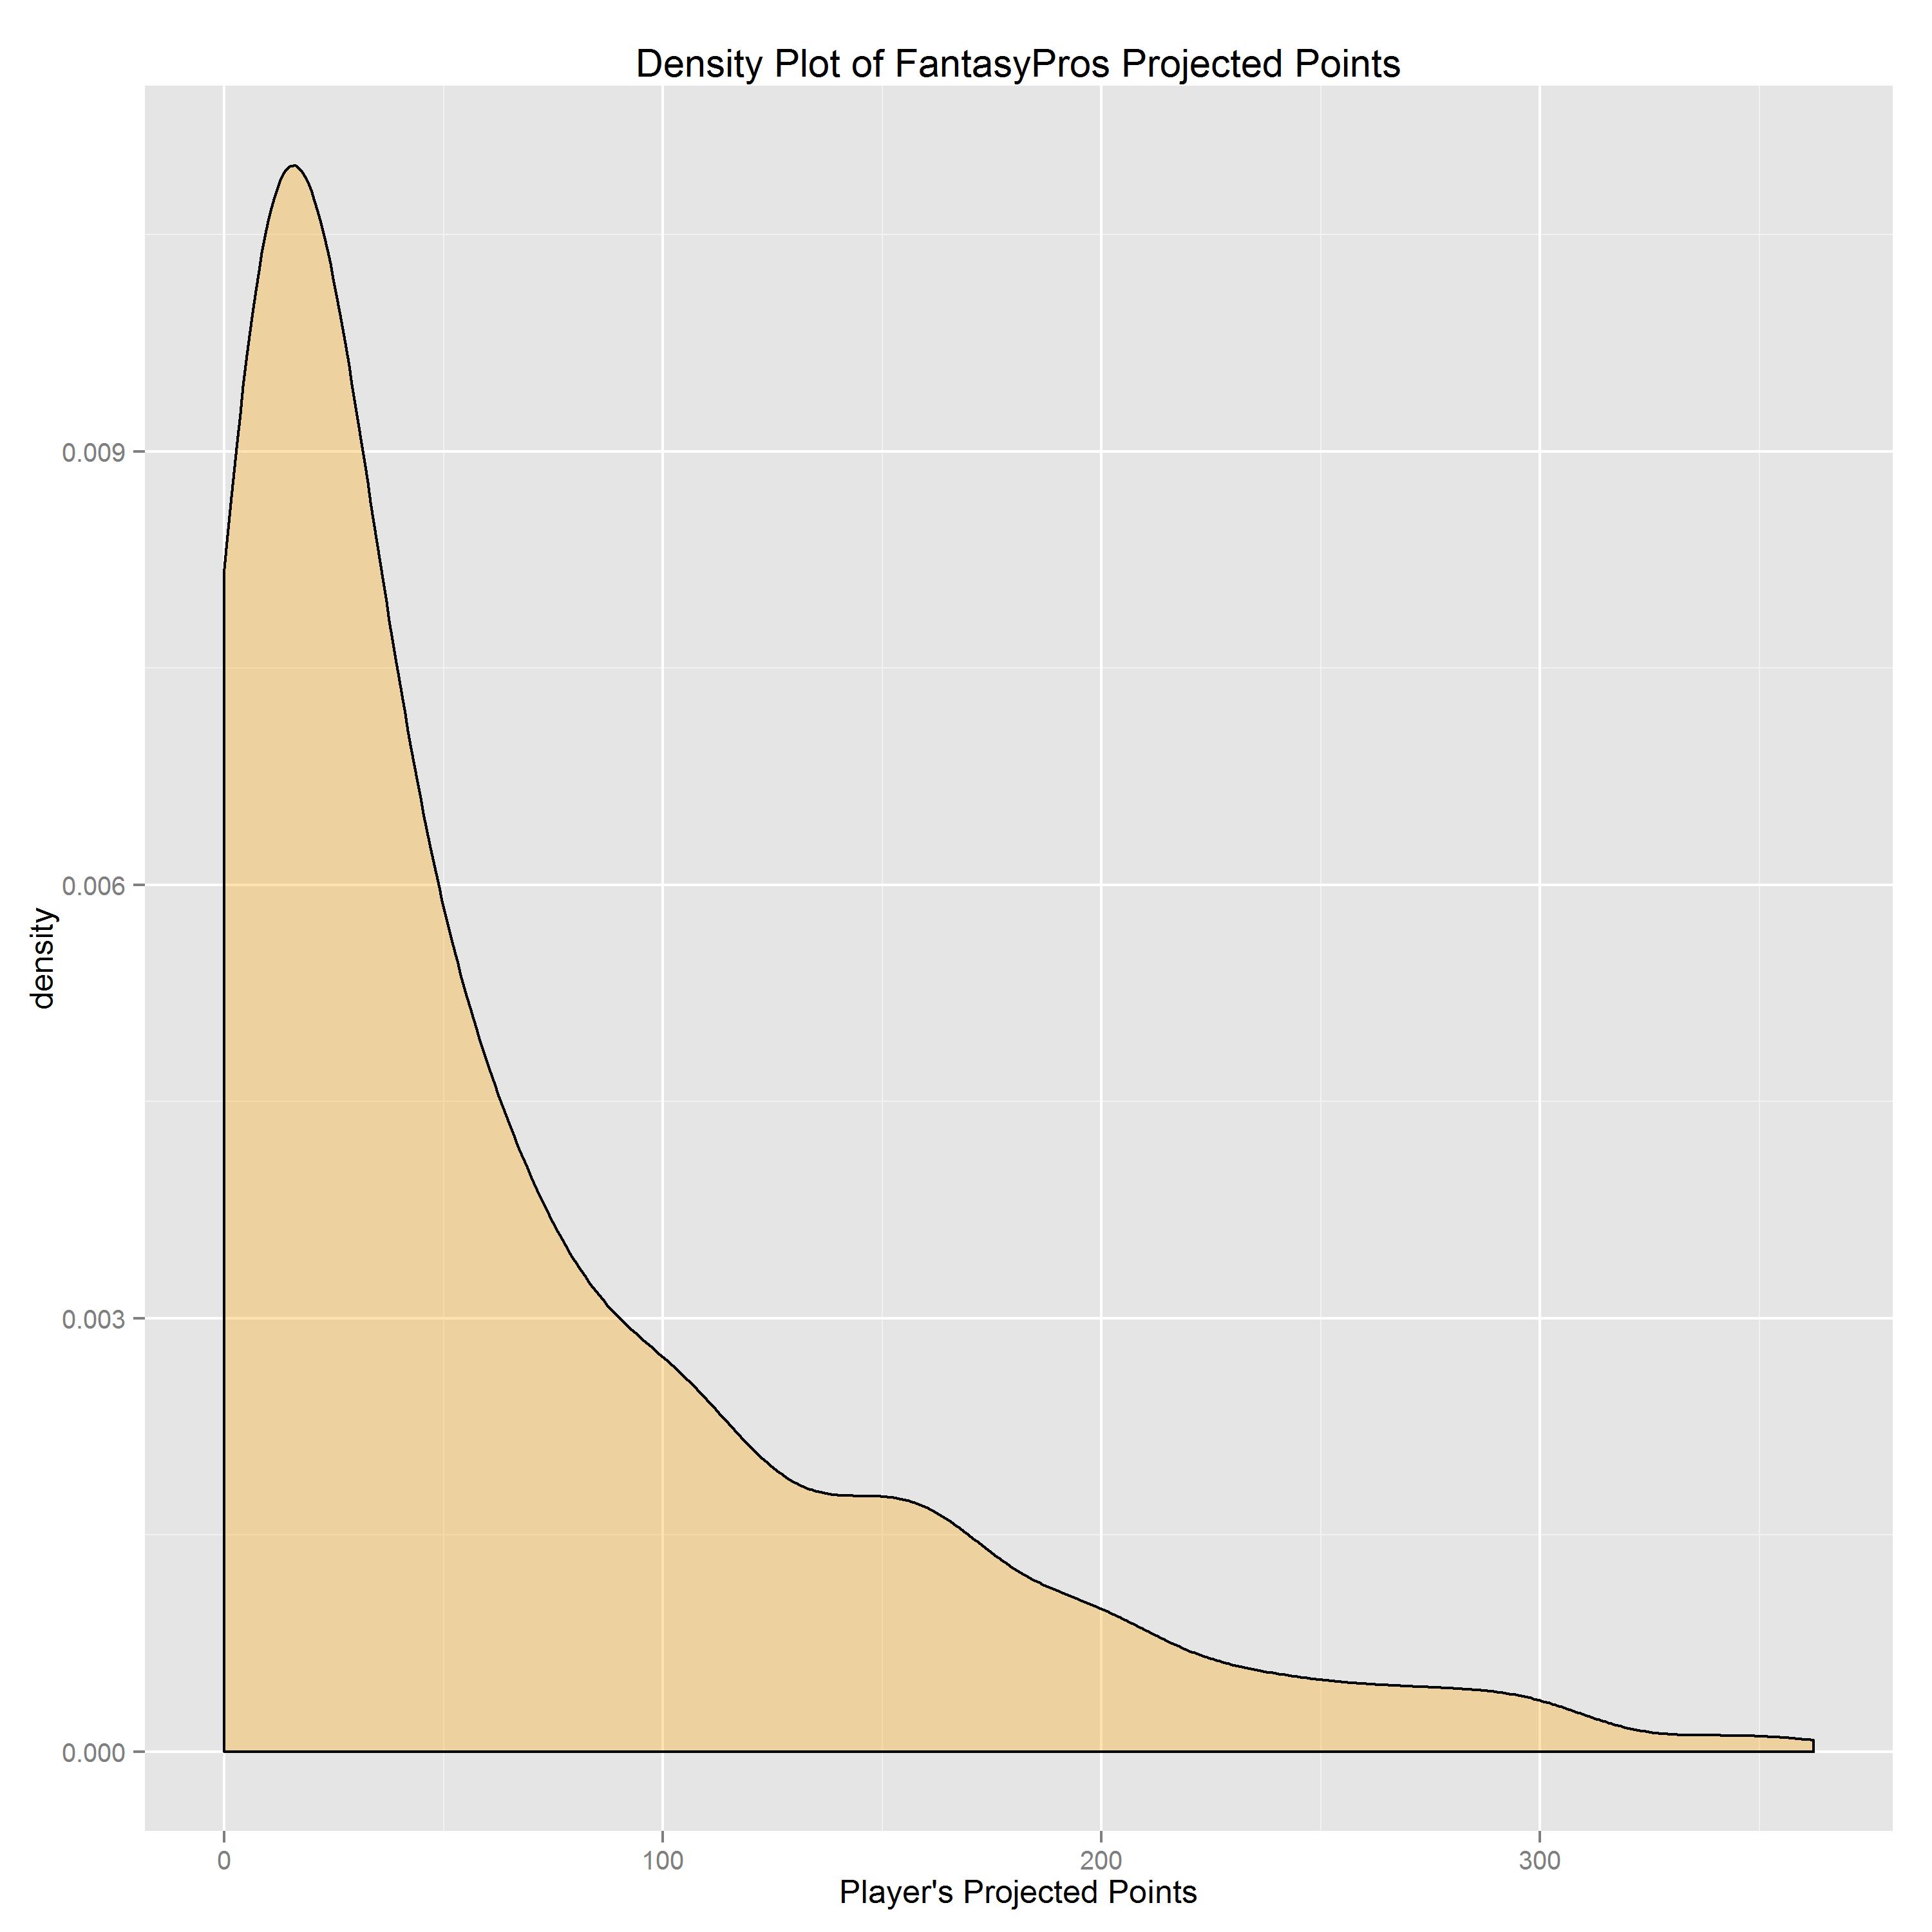 Density Plot of FantasyPros Projected Points
0.009
0.006
0.003
0.000
density
0 100 200 300
Player's Projected Points